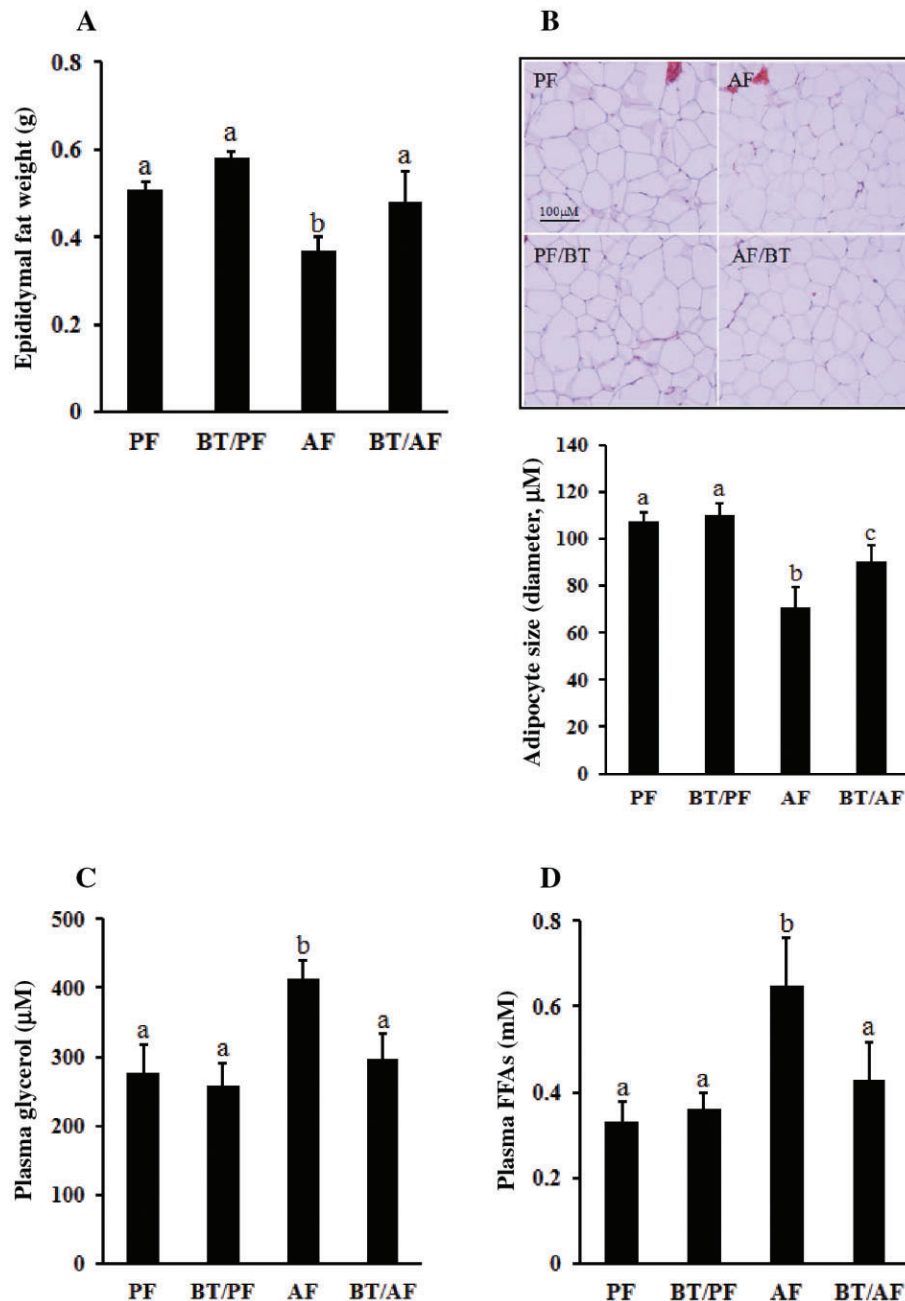 A
Epididymal fat weight (g)
0.8
0.6
0.4
0.2
0
a
a
b
a
PF BT/PF AF BT/AF
B
PF
AF
100µM
PF/BT
AF/BT
Adipocyte size (diameter, µM)
140
120
100
80
60
40
20
0
a
a
b
c
PF BT/PF AF BT/AF
C
Plasma glycerol (µM)
500
400
300
200
100
0
a
a
b
a
PF BT/PF AF BT/AF
D
Plasma FFAs (mM)
0.8
0.6
0.4
0.2
0
a
a
b
a
PF BT/PF AF BT/AF